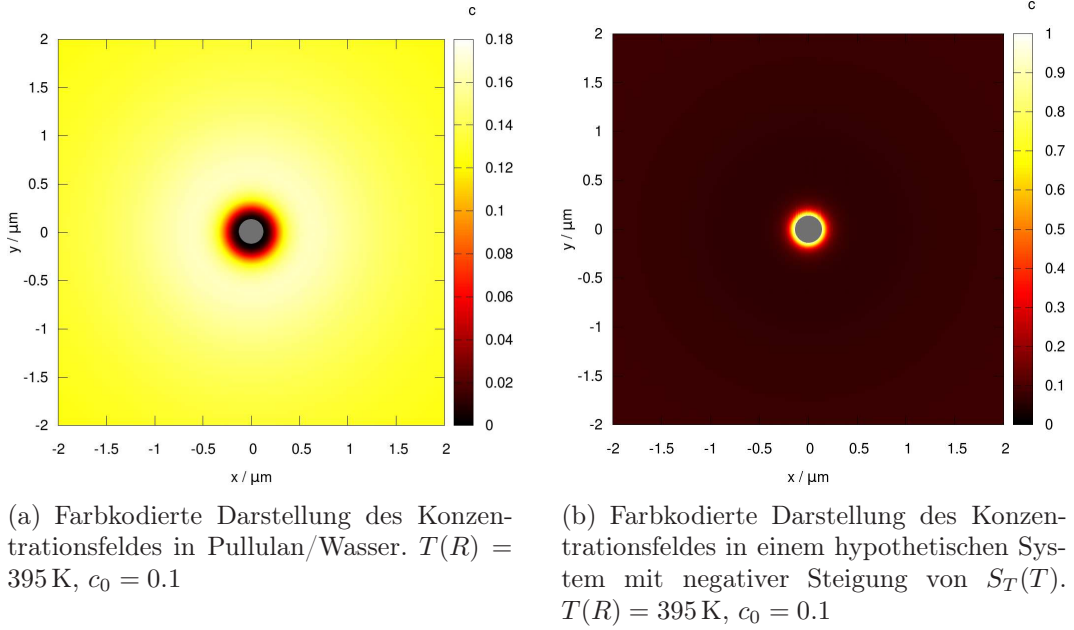 c
2
1.5
1
0.5
0
-0.5
-1
-1.5
-2
y / µm
-2 -1.5 -1 -0.5 0 0.5 1 1.5 2
x / µm
0.18
0.16
0.14
0.12
0.1
0.08
0.06
0.04
0.02
0
(a) Farbkodierte Darstellung des Konzen-
trationsfeldes in Pullulan/Wasser. T(R) =
395 K, c₀ = 0.1
c
2
1.5
1
0.5
0
-0.5
-1
-1.5
-2
y / µm
-2 -1.5 -1 -0.5 0 0.5 1 1.5 2
x / µm
1
0.9
0.8
0.7
0.6
0.5
0.4
0.3
0.2
0.1
0
(b) Farbkodierte Darstellung des Konzen-
trationsfeldes in einem hypothetischen Sys-
tem mit negativer Steigung von S_T(T).
T(R) = 395 K, c₀ = 0.1